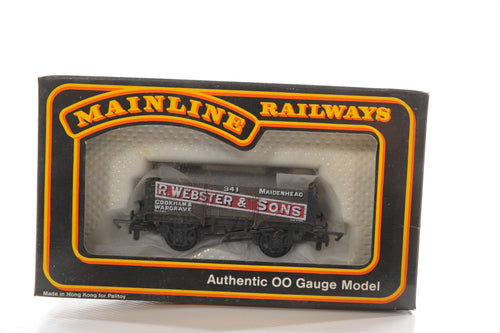 MAINLINE RAILWAYS
341 MAIDENHEAD
R. WEBSTER & SONS
COOKHAM &
WARGRAVE
Authentic OO Gauge Model
Made in Hong Kong for Palitoy